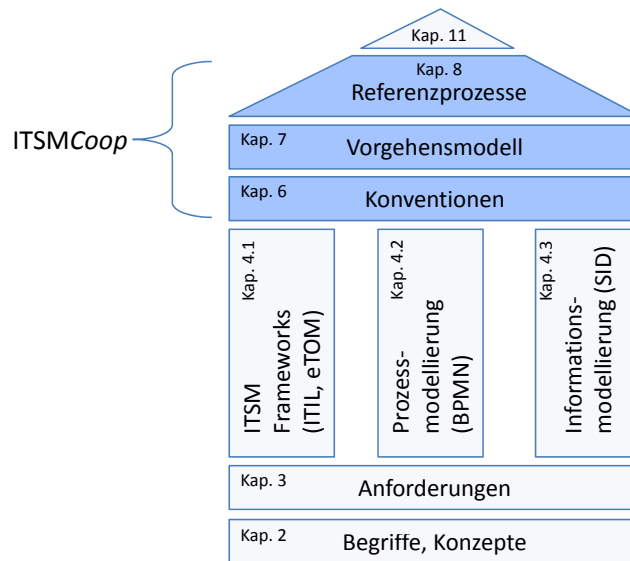 Kap. 11
Kap. 8
Referenzprozesse
ITSMCoop
Kap. 7
Vorgehensmodell
Kap. 6
Konventionen
Kap. 4.1
ITSM
Frameworks
(ITIL, eTOM)
Kap. 4.2
Prozess-
modellierung
(BPMN)
Kap. 4.3
Informations-
modellierung (SID)
Kap. 3
Anforderungen
Kap. 2
Begriffe, Konzepte